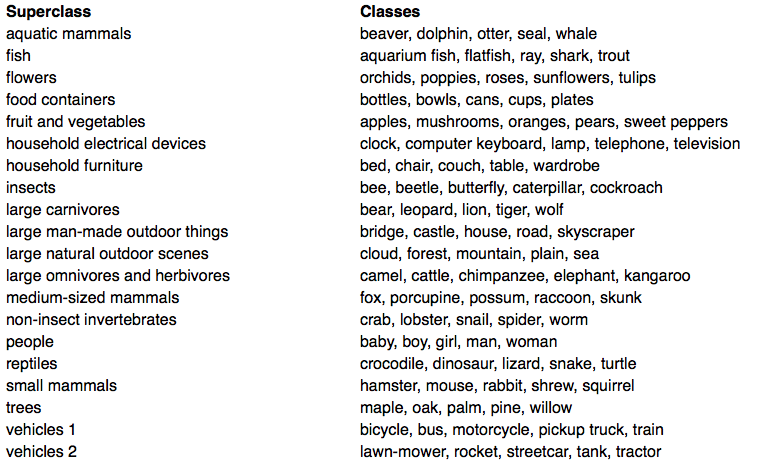 Superclass Classes
aquatic mammals beaver, dolphin, otter, seal, whale
fish aquarium fish, flatfish, ray, shark, trout
flowers orchids, poppies, roses, sunflowers, tulips
food containers bottles, bowls, cans, cups, plates
fruit and vegetables apples, mushrooms, oranges, pears, sweet peppers
household electrical devices clock, computer keyboard, lamp, telephone, television
household furniture bed, chair, couch, table, wardrobe
insects bee, beetle, butterfly, caterpillar, cockroach
large carnivores bear, leopard, lion, tiger, wolf
large man-made outdoor things bridge, castle, house, road, skyscraper
large natural outdoor scenes cloud, forest, mountain, plain, sea
large omnivores and herbivores camel, cattle, chimpanzee, elephant, kangaroo
medium-sized mammals fox, porcupine, possum, raccoon, skunk
non-insect invertebrates crab, lobster, snail, spider, worm
people baby, boy, girl, man, woman
reptiles crocodile, dinosaur, lizard, snake, turtle
small mammals hamster, mouse, rabbit, shrew, squirrel
trees maple, oak, palm, pine, willow
vehicles 1 bicycle, bus, motorcycle, pickup truck, train
vehicles 2 lawn-mower, rocket, streetcar, tank, tractor